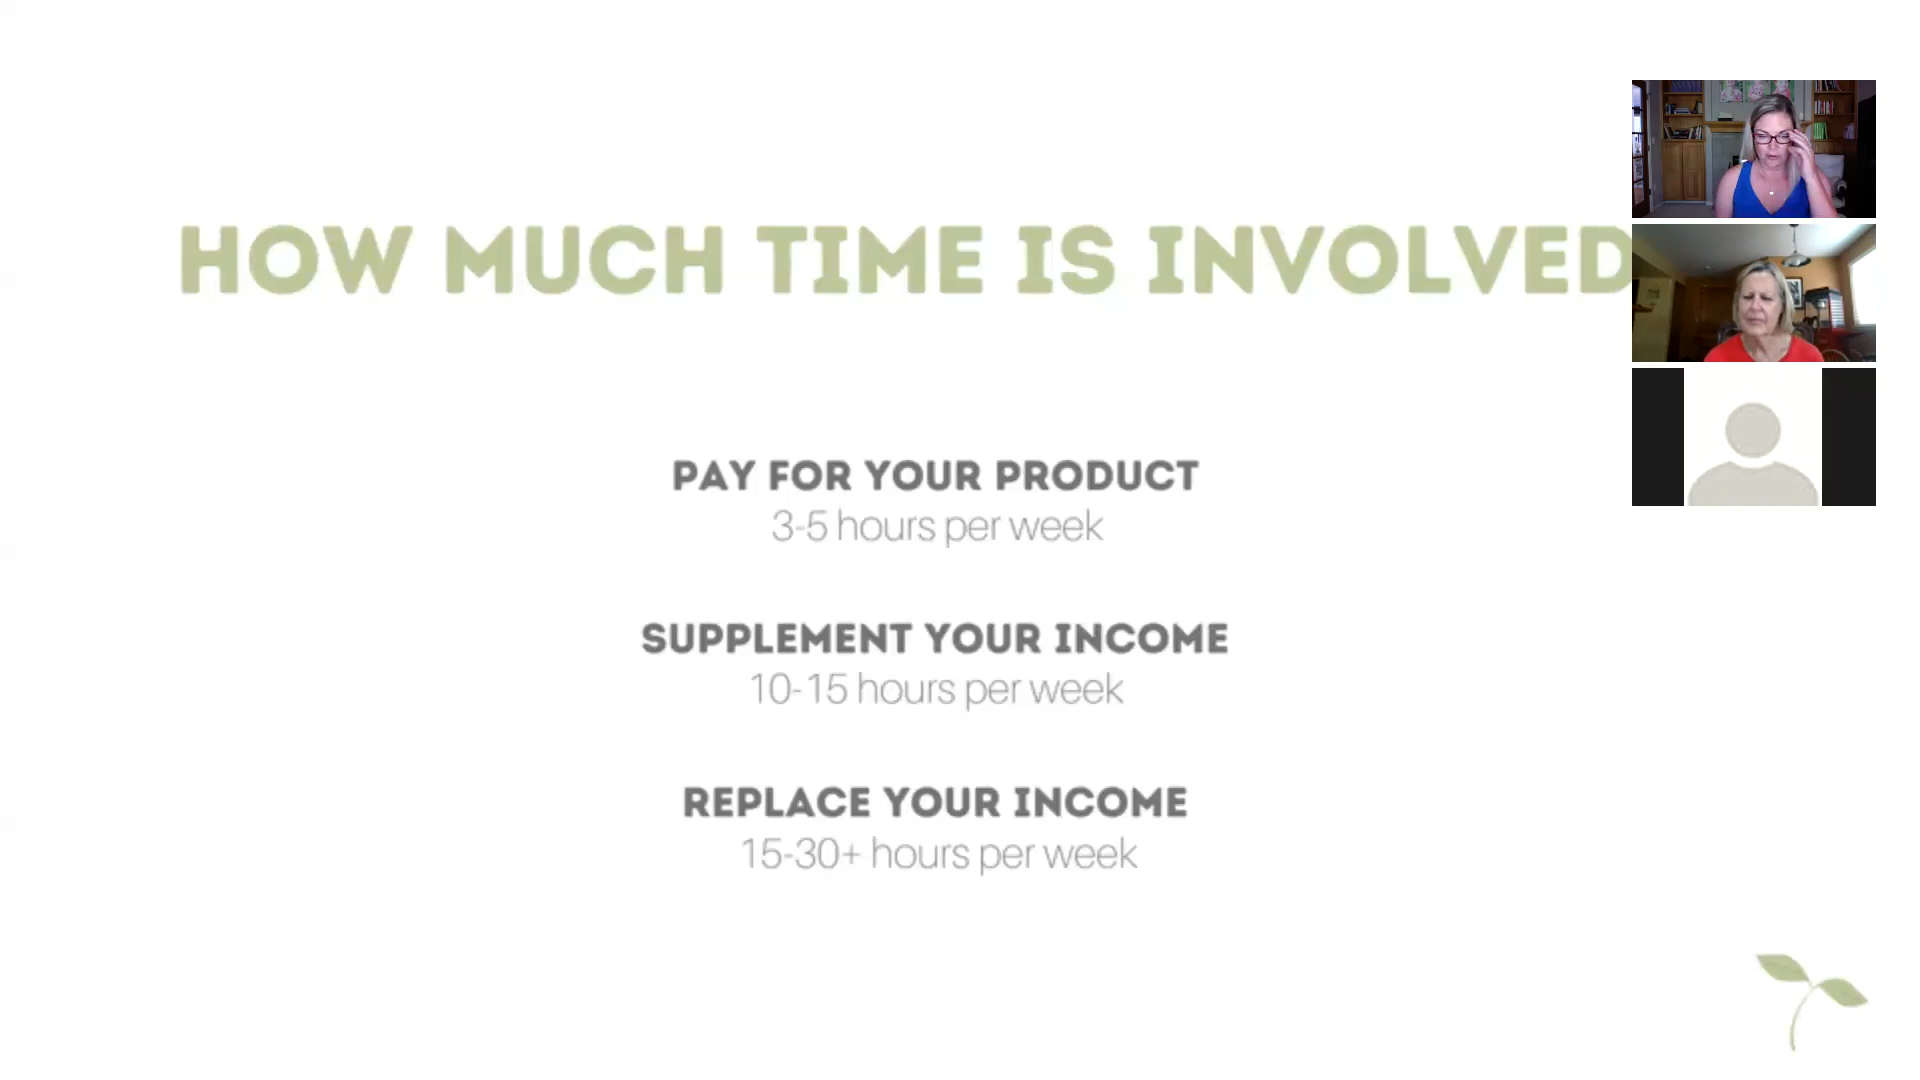 HOW MUCH TIME IS INVOLVED
PAY FOR YOUR PRODUCT
3-5 hours per week
SUPPLEMENT YOUR INCOME
10-15 hours per week
REPLACE YOUR INCOME
15-30+ hours per week